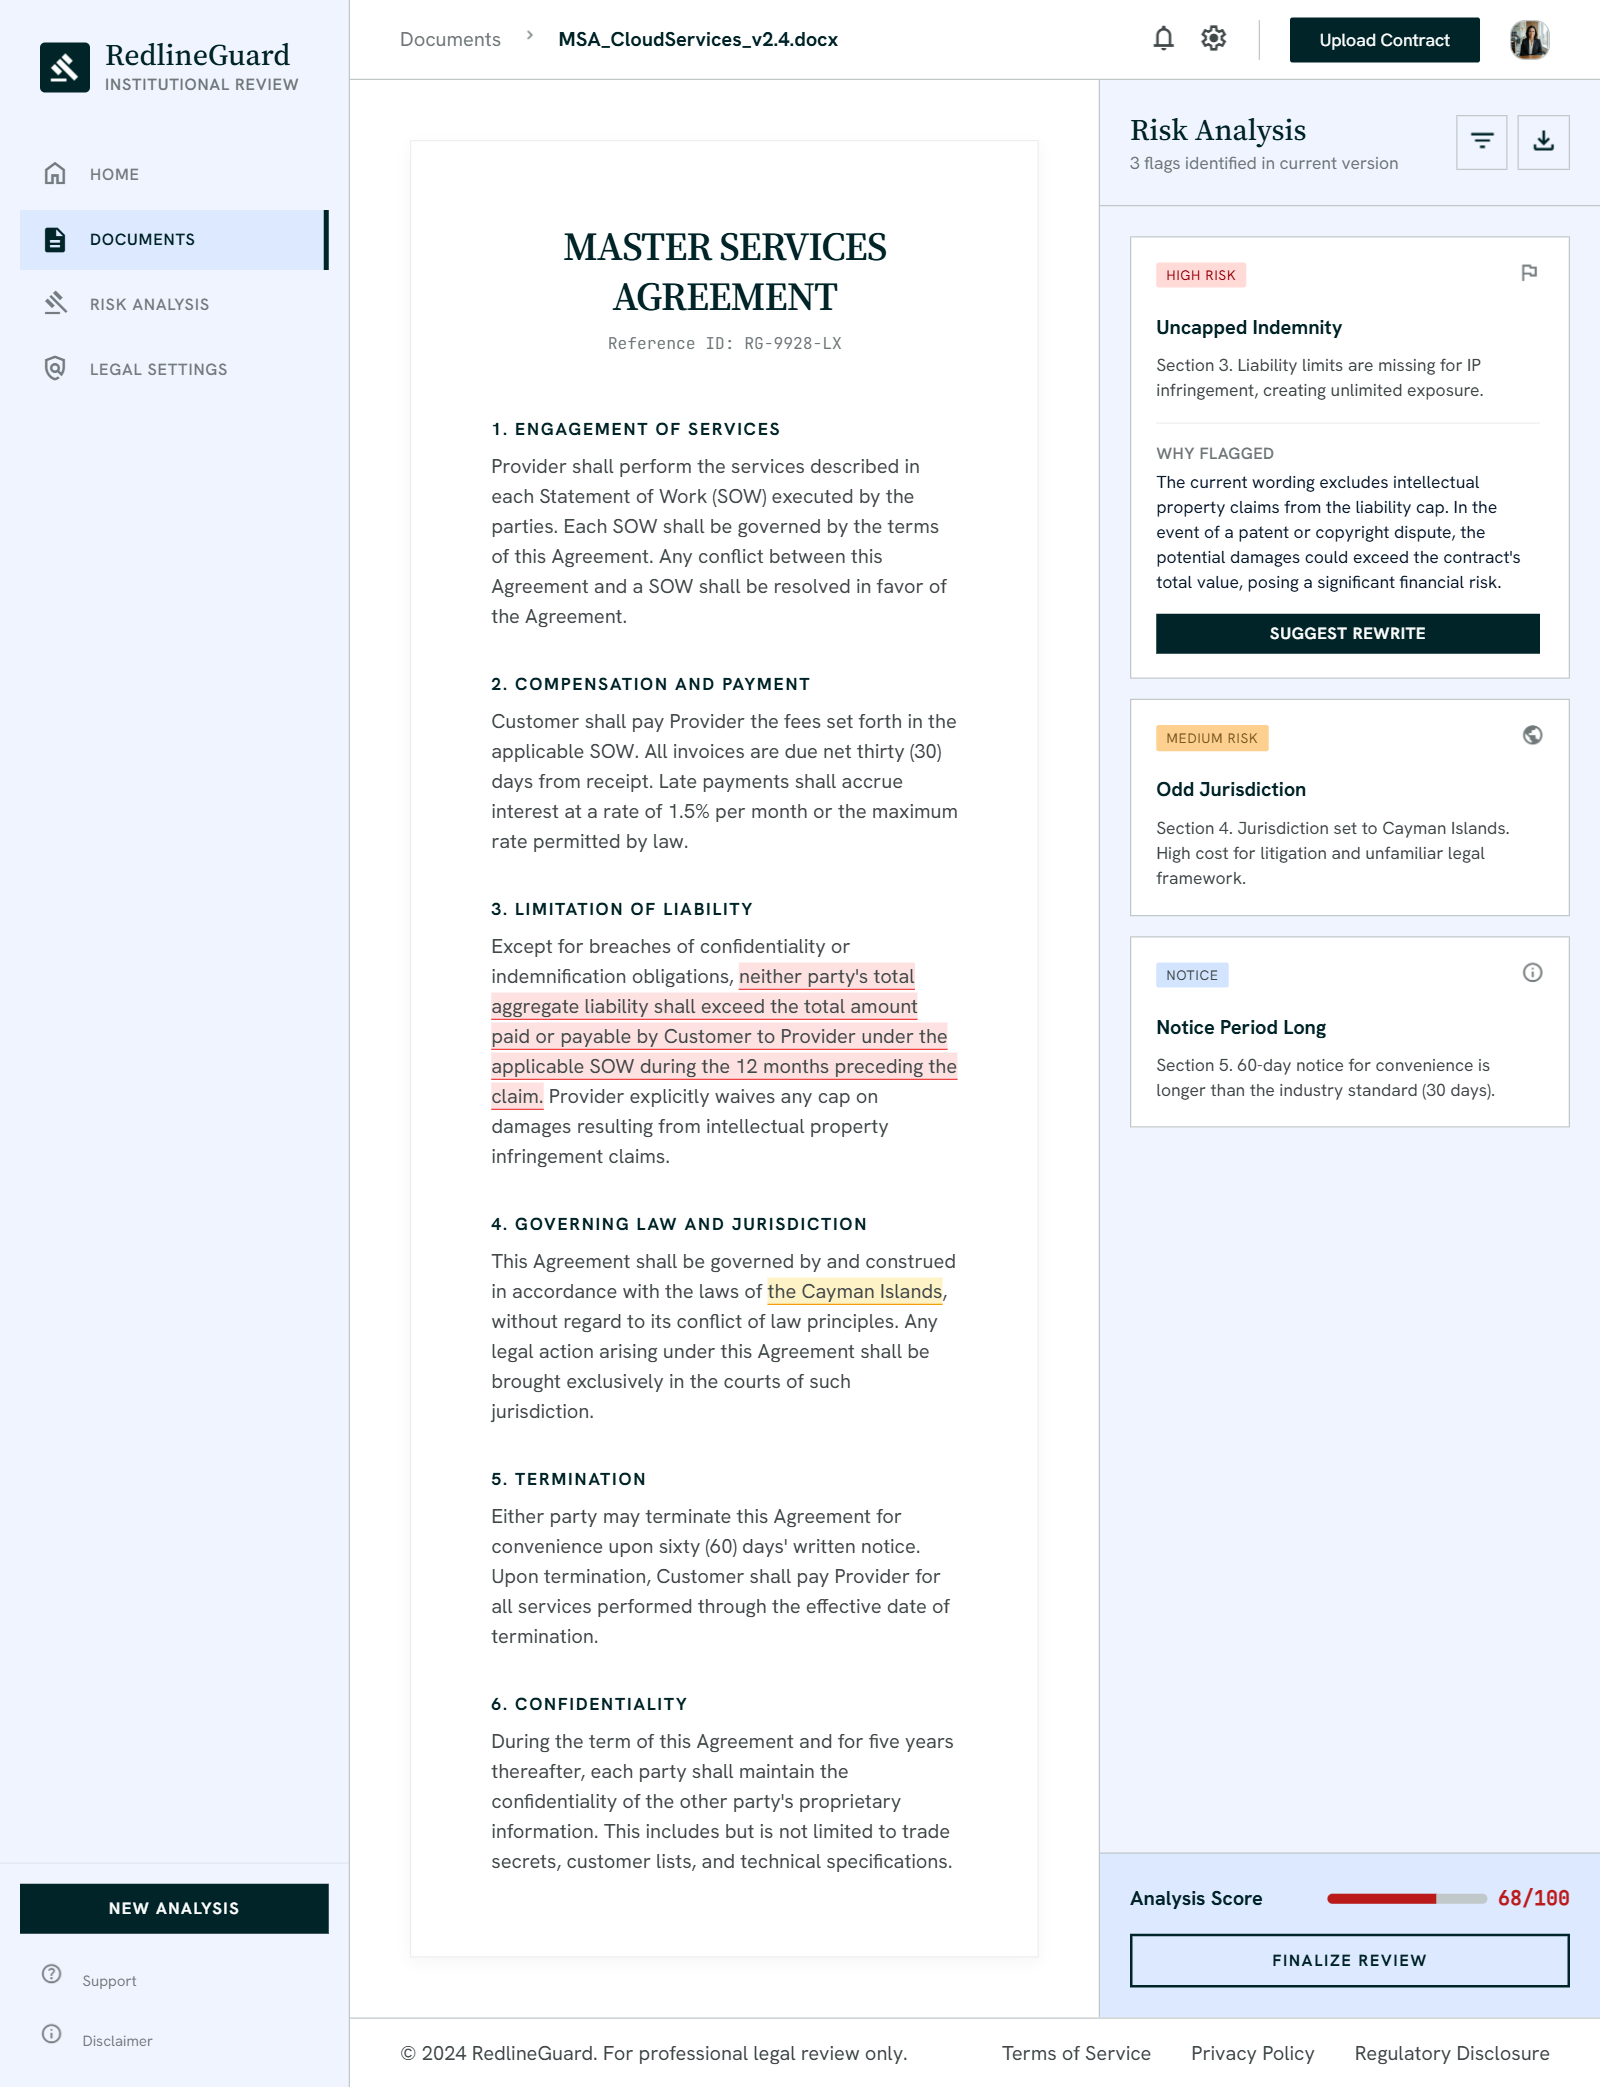 RedlineGuard
INSTITUTIONAL REVIEW
HOME
DOCUMENTS
RISK ANALYSIS
LEGAL SETTINGS
NEW ANALYSIS
Support
Disclaimer
Documents
MSA_CloudServices_v2.4.docx
Upload Contract
MASTER SERVICES
AGREEMENT
Reference ID: RG-9928-LX
1. ENGAGEMENT OF SERVICES
Provider shall perform the services described in
each Statement of Work (SOW) executed by the
parties. Each SOW shall be governed by the terms
of this Agreement. Any conflict between this
Agreement and a SOW shall be resolved in favor of
the Agreement.
2. COMPENSATION AND PAYMENT
Customer shall pay Provider the fees set forth in the
applicable SOW. All invoices are due net thirty (30)
days from receipt. Late payments shall accrue
interest at a rate of 1.5% per month or the maximum
rate permitted by law.
3. LIMITATION OF LIABILITY
Except for breaches of confidentiality or
indemnification obligations, neither party's total
aggregate liability shall exceed the total amount
paid or payable by Customer to Provider under the
applicable SOW during the 12 months preceding the
claim. Provider explicitly waives any cap on
damages resulting from intellectual property
infringement claims.
4. GOVERNING LAW AND JURISDICTION
This Agreement shall be governed by and construed
in accordance with the laws of the Cayman Islands,
without regard to its conflict of law principles. Any
legal action arising under this Agreement shall be
brought exclusively in the courts of such
jurisdiction.
5. TERMINATION
Either party may terminate this Agreement for
convenience upon sixty (60) days' written notice.
Upon termination, Customer shall pay Provider for
all services performed through the effective date of
termination.
6. CONFIDENTIALITY
During the term of this Agreement and for five years
thereafter, each party shall maintain the
confidentiality of the other party's proprietary
information. This includes but is not limited to trade
secrets, customer lists, and technical specifications.
Risk Analysis
3 flags identified in current version
HIGH RISK
Uncapped Indemnity
Section 3. Liability limits are missing for IP
infringement, creating unlimited exposure.
WHY FLAGGED
The current wording excludes intellectual
property claims from the liability cap. In the
event of a patent or copyright dispute, the
potential damages could exceed the contract's
total value, posing a significant financial risk.
SUGGEST REWRITE
MEDIUM RISK
Odd Jurisdiction
Section 4. Jurisdiction set to Cayman Islands.
High cost for litigation and unfamiliar legal
framework.
NOTICE
Notice Period Long
Section 5. 60-day notice for convenience is
longer than the industry standard (30 days).
Analysis Score
68/100
FINALIZE REVIEW
© 2024 RedlineGuard. For professional legal review only.
Terms of Service
Privacy Policy
Regulatory Disclosure